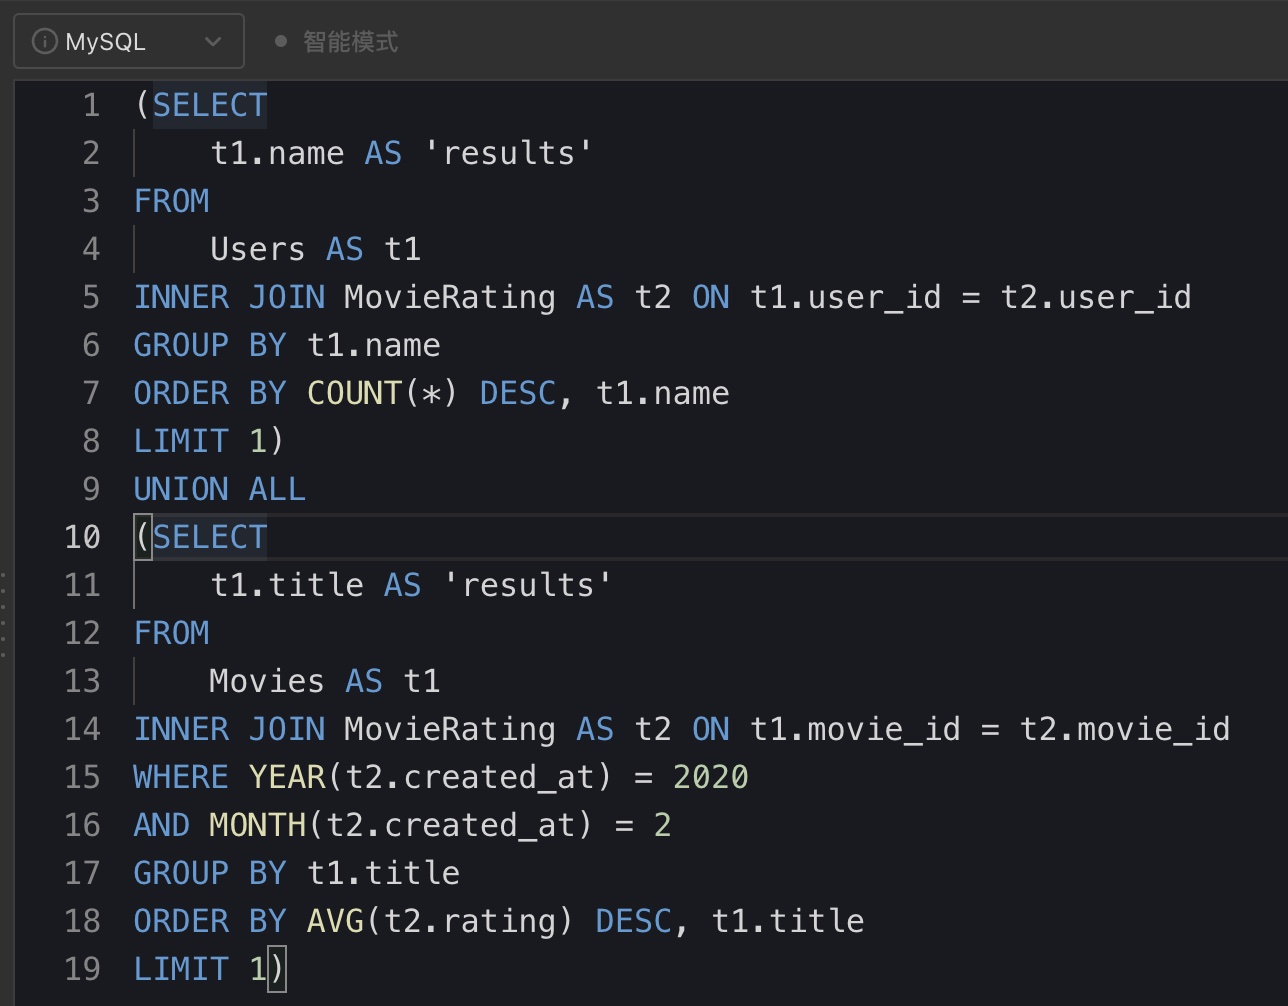 MySQL 智能模式
1 (SELECT
2 t1.name AS 'results'
3 FROM
4 Users AS t1
5 INNER JOIN MovieRating AS t2 ON t1.user_id = t2.user_id
6 GROUP BY t1.name
7 ORDER BY COUNT(*) DESC, t1.name
8 LIMIT 1)
9 UNION ALL
10 (SELECT
11 t1.title AS 'results'
12 FROM
13 Movies AS t1
14 INNER JOIN MovieRating AS t2 ON t1.movie_id = t2.movie_id
15 WHERE YEAR(t2.created_at) = 2020
16 AND MONTH(t2.created_at) = 2
17 GROUP BY t1.title
18 ORDER BY AVG(t2.rating) DESC, t1.title
19 LIMIT 1)